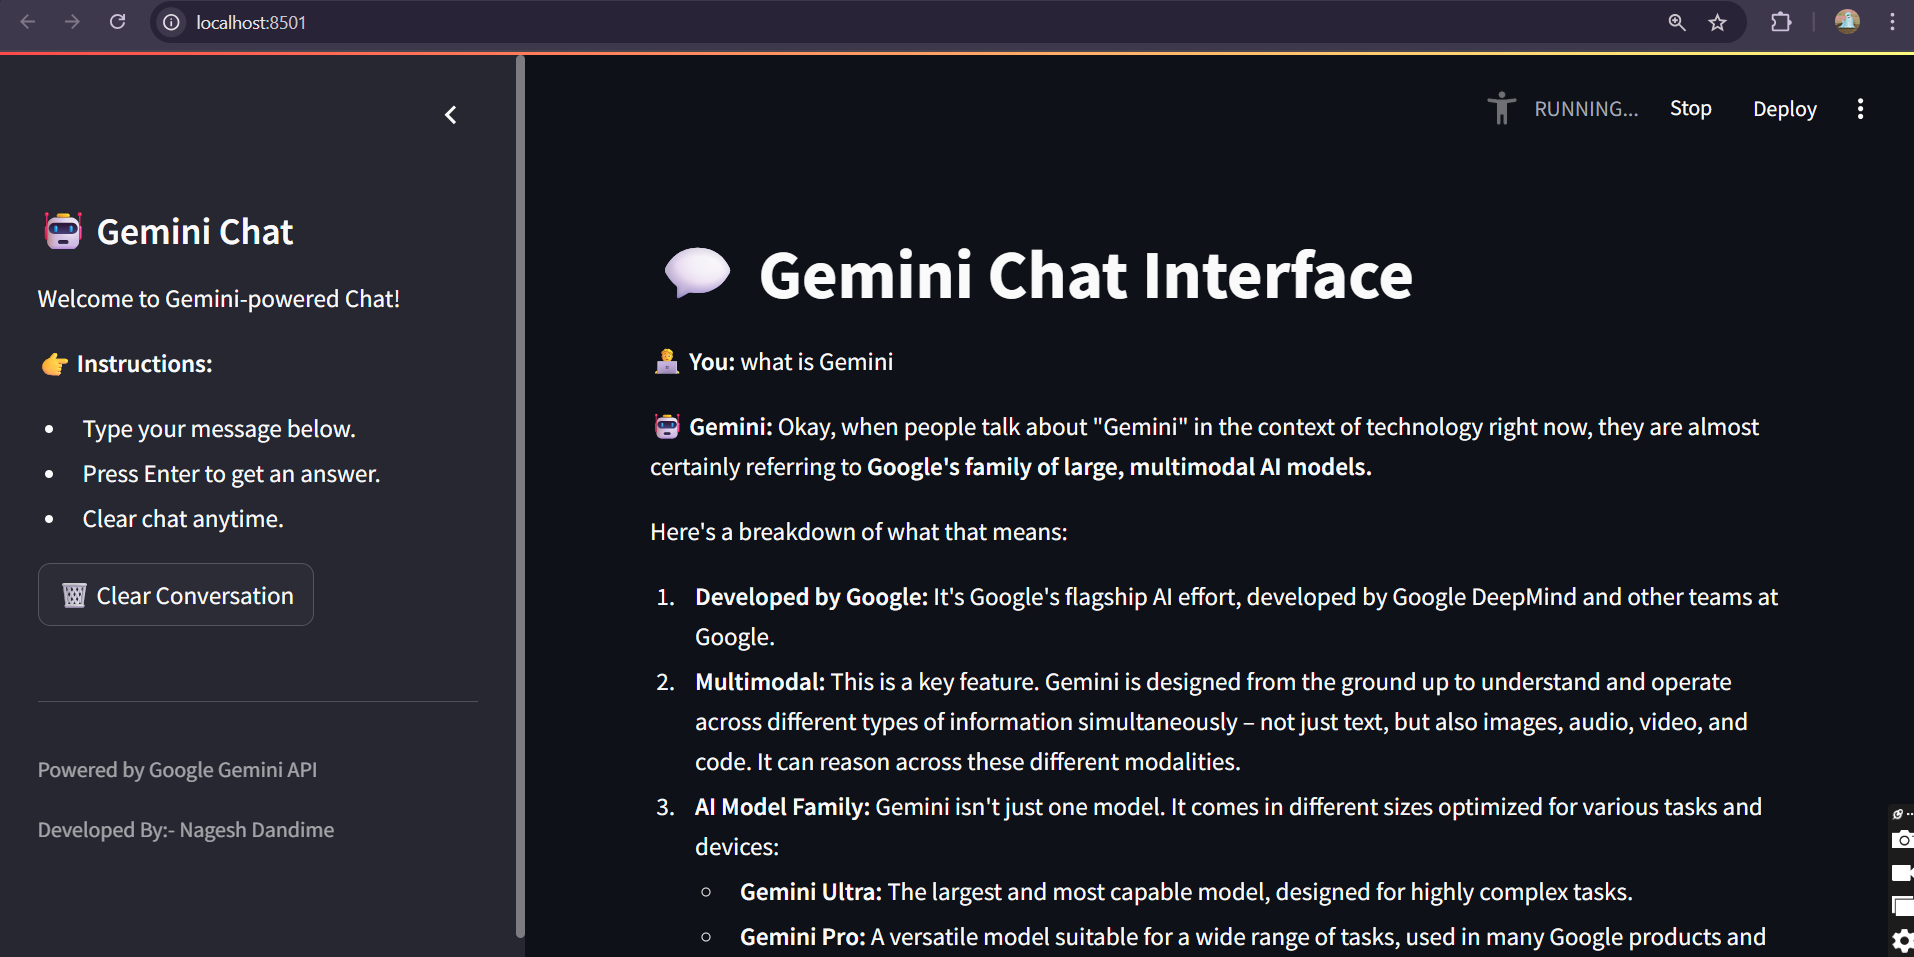 localhost:8501
RUNNING...
Stop
Deploy
Gemini Chat
Welcome to Gemini-powered Chat!
Instructions:
Type your message below.
Press Enter to get an answer.
Clear chat anytime.
Clear Conversation
Powered by Google Gemini API
Developed By:- Nagesh Dandime
Gemini Chat Interface
You: what is Gemini
Gemini: Okay, when people talk about "Gemini" in the context of technology right now, they are almost
certainly referring to Google's family of large, multimodal AI models.
Here's a breakdown of what that means:
1. Developed by Google: It's Google's flagship AI effort, developed by Google DeepMind and other teams at
Google.
2. Multimodal: This is a key feature. Gemini is designed from the ground up to understand and operate
across different types of information simultaneously – not just text, but also images, audio, video, and
code. It can reason across these different modalities.
3. AI Model Family: Gemini isn't just one model. It comes in different sizes optimized for various tasks and
devices:
Gemini Ultra: The largest and most capable model, designed for highly complex tasks.
Gemini Pro: A versatile model suitable for a wide range of tasks, used in many Google products and